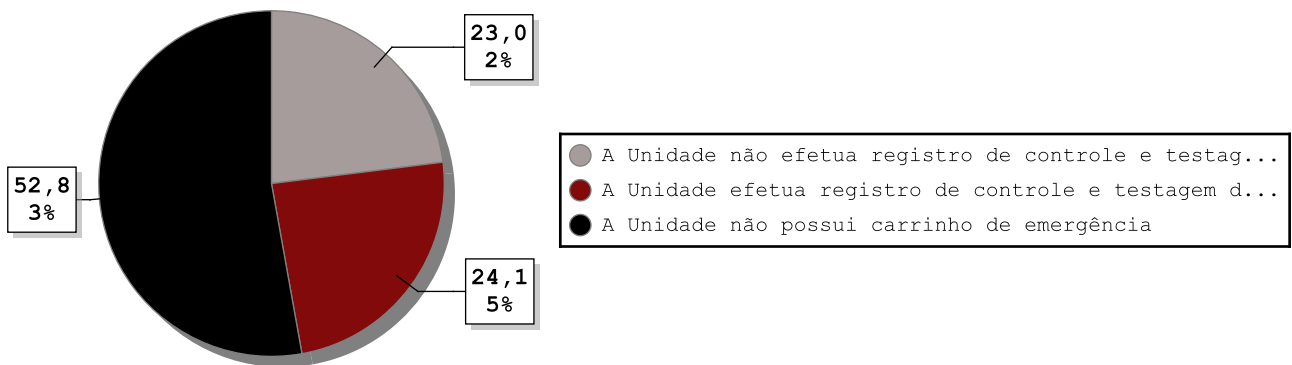 23,0
2%
52,8
3%
24,1
5%
A Unidade não efetua registro de controle e testag...
A Unidade efetua registro de controle e testagem d...
A Unidade não possui carrinho de emergência